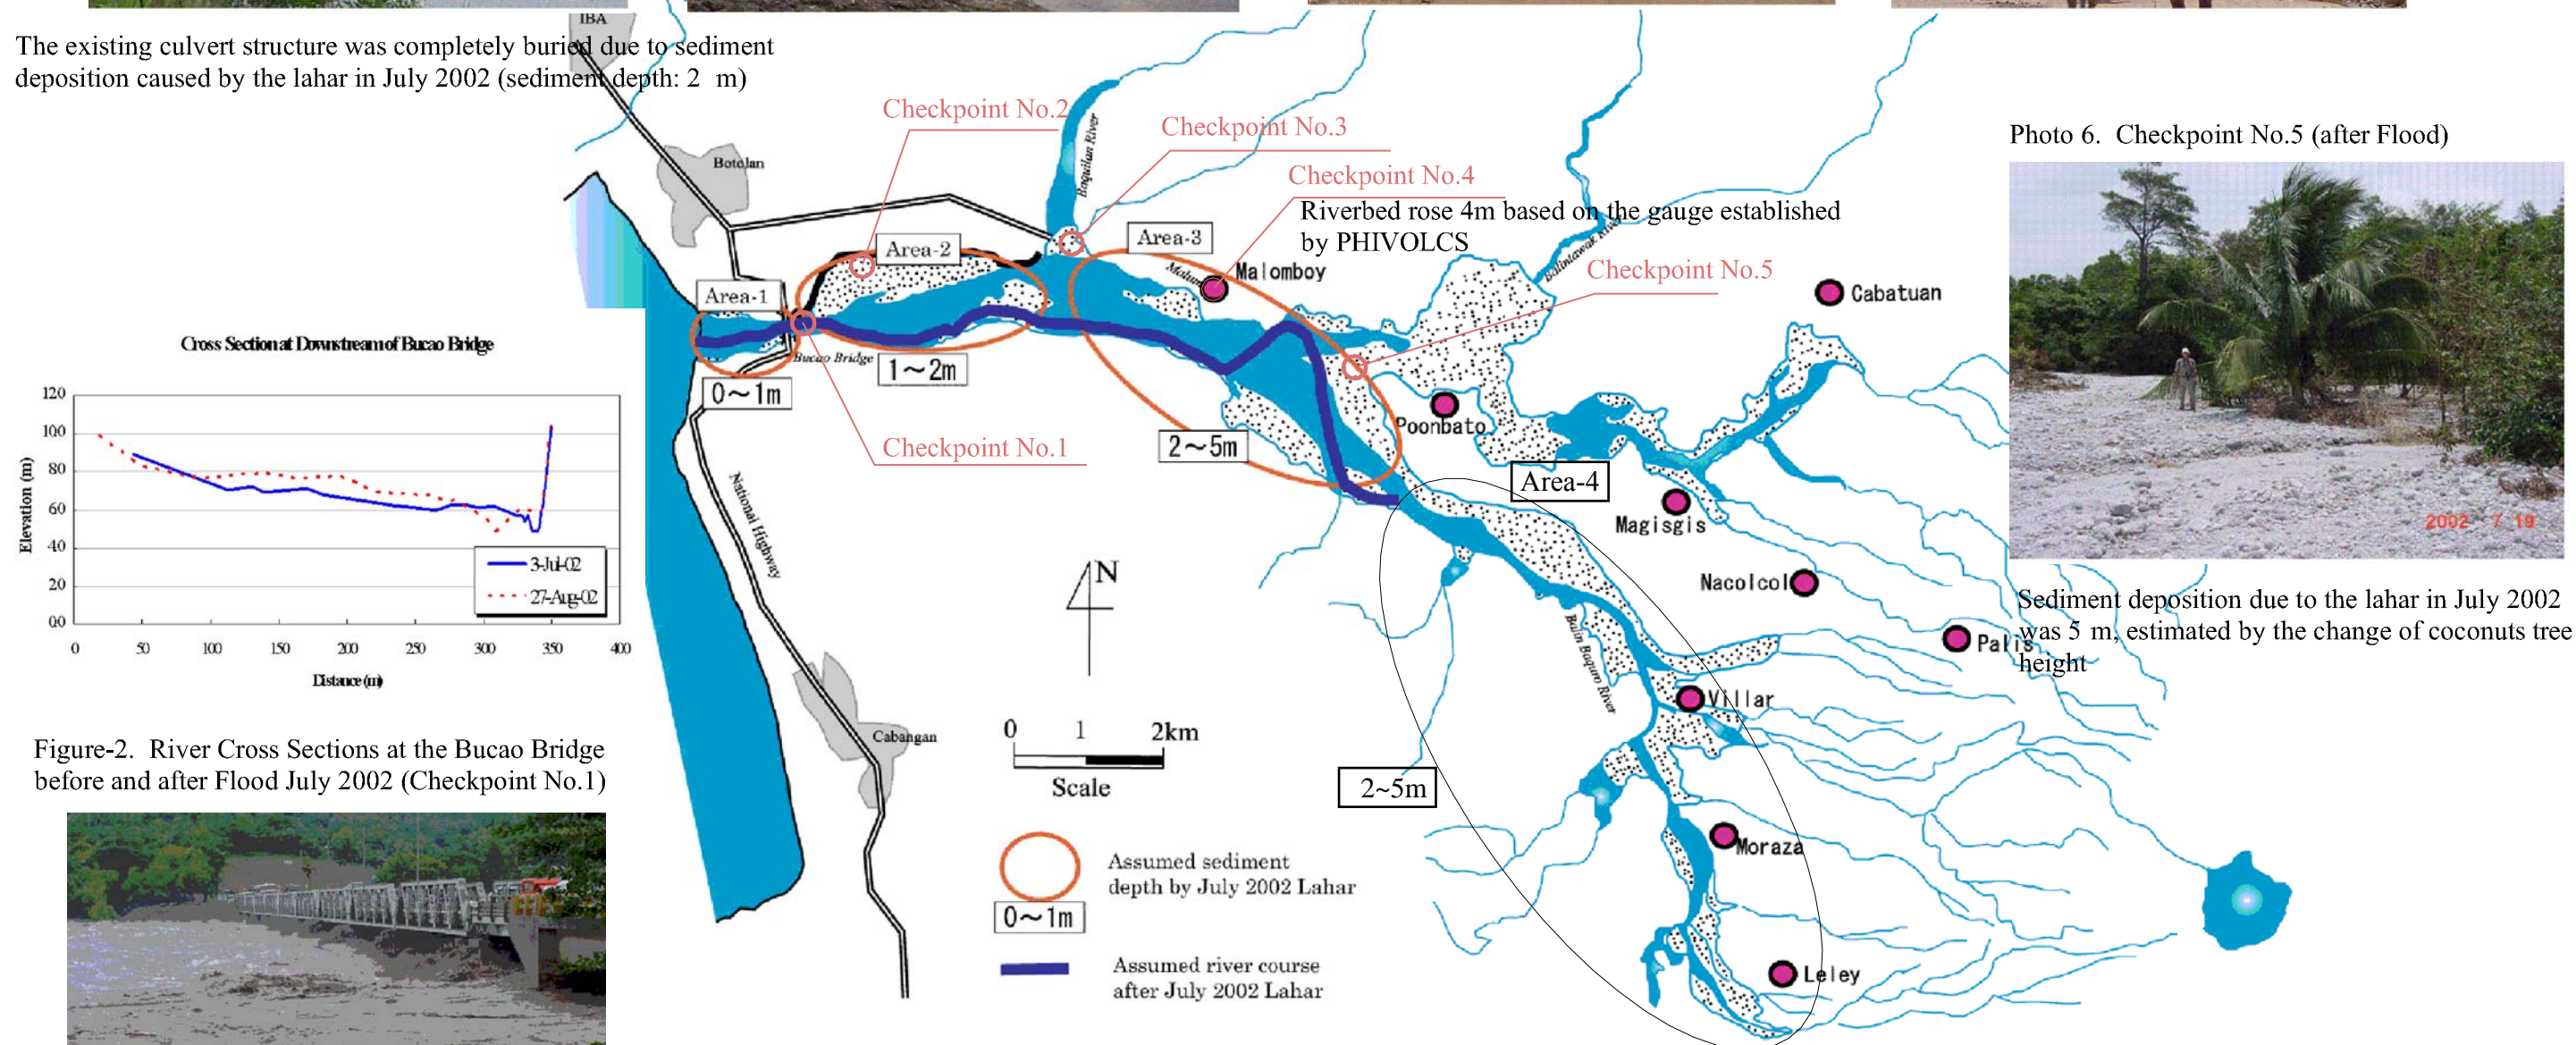 The existing culvert structure was completely buried due to sediment
deposition caused by the lahar in July 2002 (sediment depth: 2 m)
IBA
Botolan
Checkpoint No.2
Baquilan River
Checkpoint No.3
Checkpoint No.4
Riverbed rose 4m based on the gauge established
by PHIVOLCS
Area-2
Area-3
Malomboy
Balintawak River
Checkpoint No.5
Cabatuan
Area-1
Bucao Bridge
0~1m
1~2m
2~5m
Checkpoint No.1
Poonbato
Area-4
Magisgis
Nacolcol
Palis
Villar
Balin Baquro River
2~5m
Moraza
Leley
National Highway
Cabangan
N
0 1 2km
Scale
Assumed sediment
depth by July 2002 Lahar
0~1m
Assumed river course
after July 2002 Lahar
Cross Section at Downstream of Bucao Bridge
Elevation (m)
120
100
80
60
40
20
0.0
0 50 100 150 200 250 300 350 400
Distance (m)
3-Jul-02
27-Aug-02
Figure-2. River Cross Sections at the Bucao Bridge
before and after Flood July 2002 (Checkpoint No.1)
Photo 6. Checkpoint No.5 (after Flood)
2002 7 19
Sediment deposition due to the lahar in July 2002
was 5 m, estimated by the change of coconuts tree
height